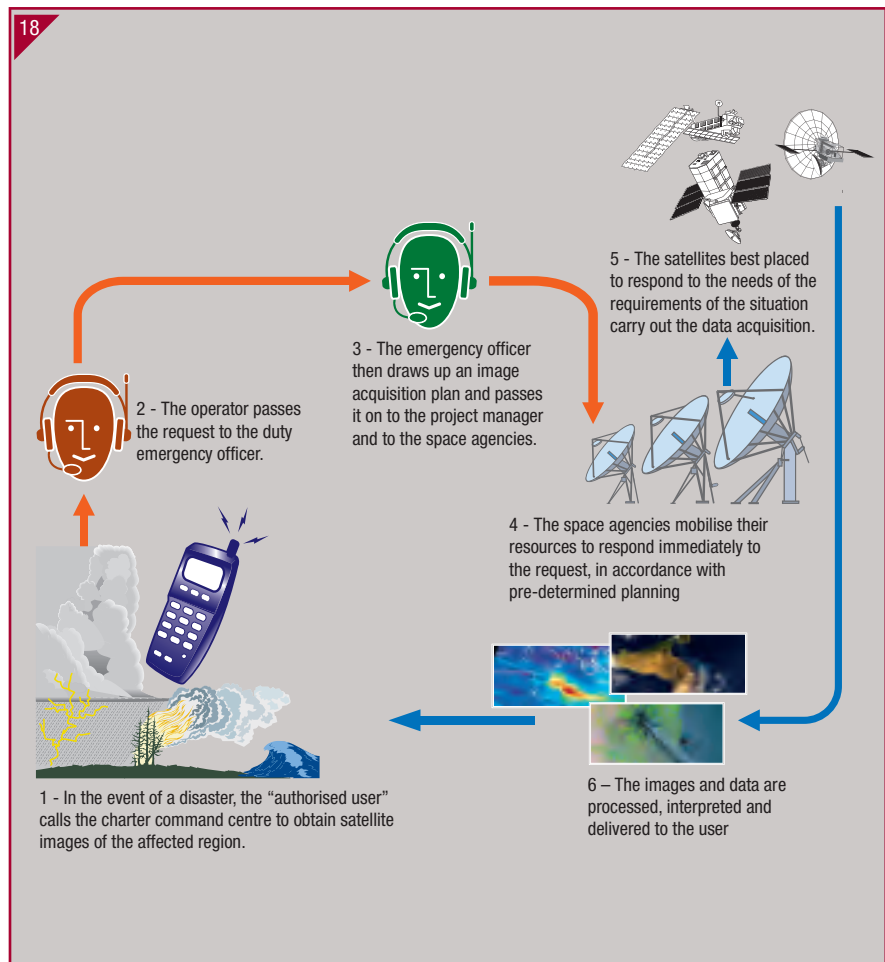 18
1 - In the event of a disaster, the “authorised user”
calls the charter command centre to obtain satellite
images of the affected region.
2 - The operator passes
the request to the duty
emergency officer.
3 - The emergency officer
then draws up an image
acquisition plan and passes
it on to the project manager
and to the space agencies.
4 - The space agencies mobilise their
resources to respond immediately to
the request, in accordance with
pre-determined planning
5 - The satellites best placed
to respond to the needs of the
requirements of the situation
carry out the data acquisition.
6 – The images and data are
processed, interpreted and
delivered to the user